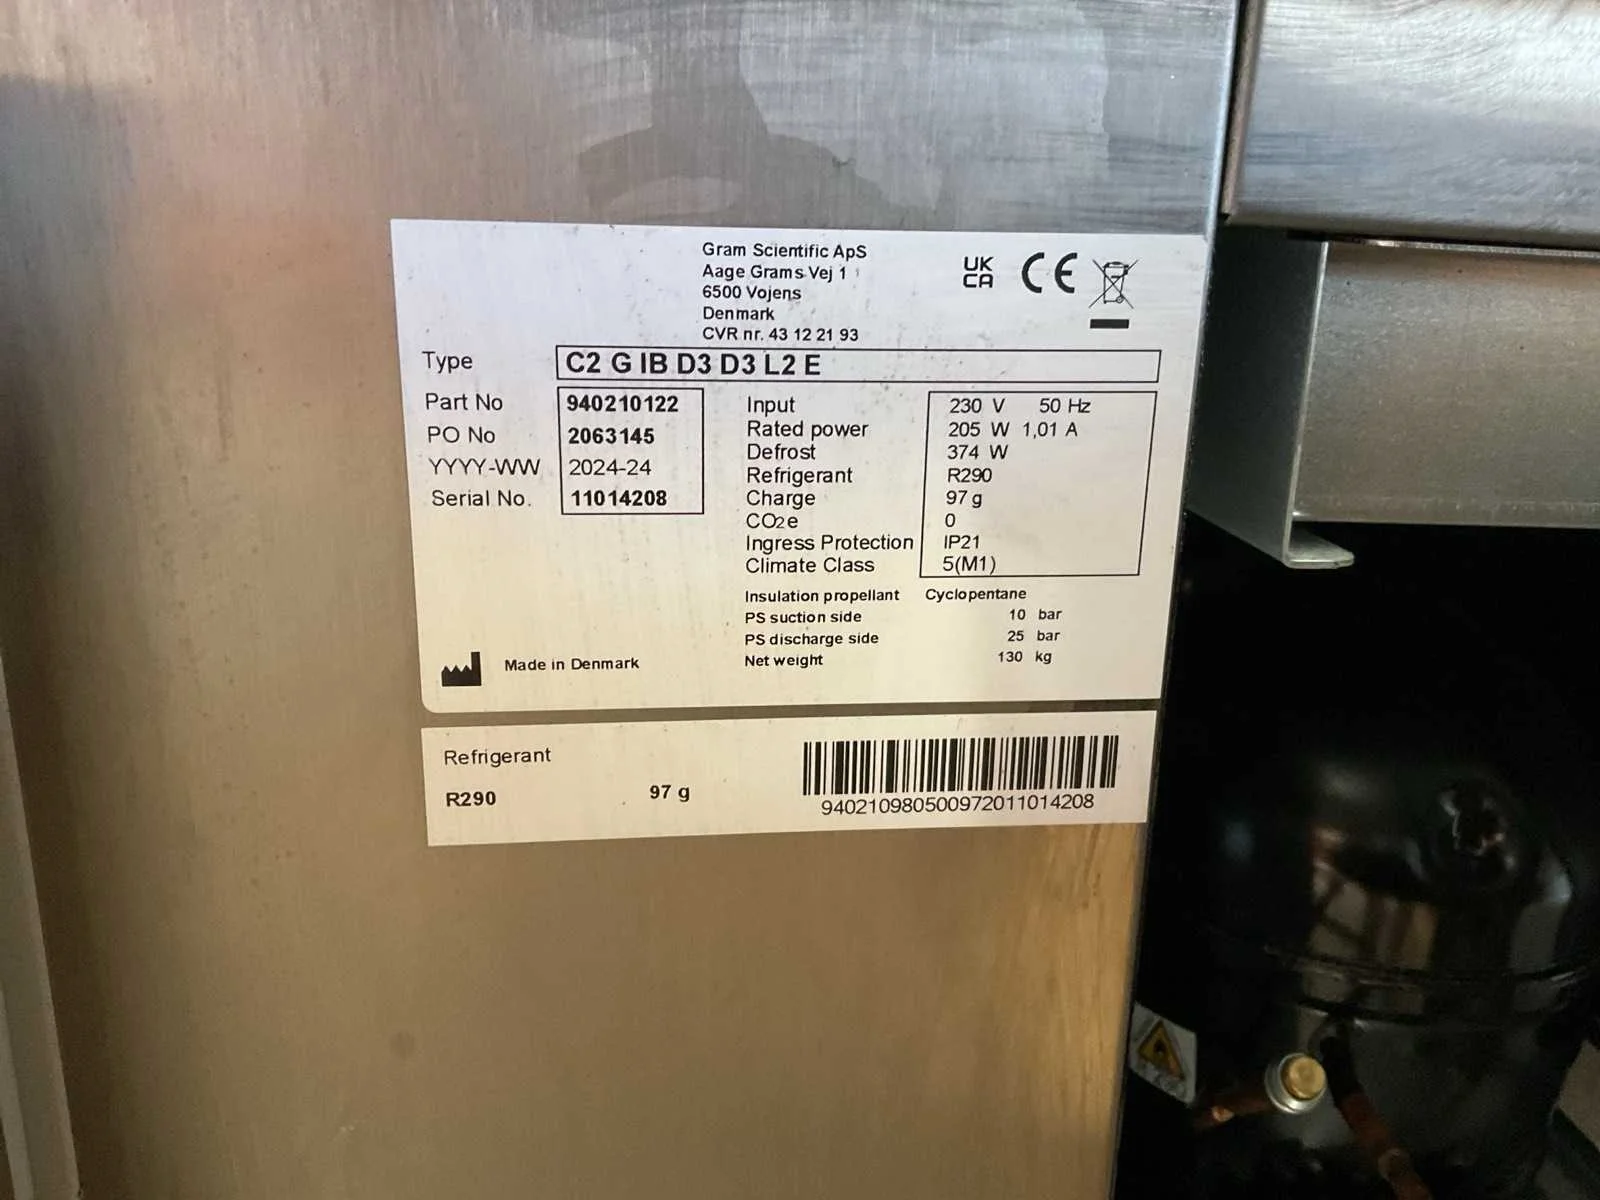 Gram Scientific ApS
Aage Grams Vej 1
6500 Vojens
Denmark
CVR nr. 43 12 21 93
UK
CA
CE
Type C2 G IB D3 D3 L2 E
Part No 940210122
PO No 2063145
YYYY-WW 2024-24
Serial No. 11014208
Input 230 V 50 Hz
Rated power 205 W 1,01 A
Defrost 374 W
Refrigerant R290
Charge 97 g
CO2e 0
Ingress Protection IP21
Climate Class 5(M1)
Insulation propellant Cyclopentane
PS suction side 10 bar
PS discharge side 25 bar
Net weight 130 kg
Made in Denmark
Refrigerant
R290 97 g
940210980500972011014208